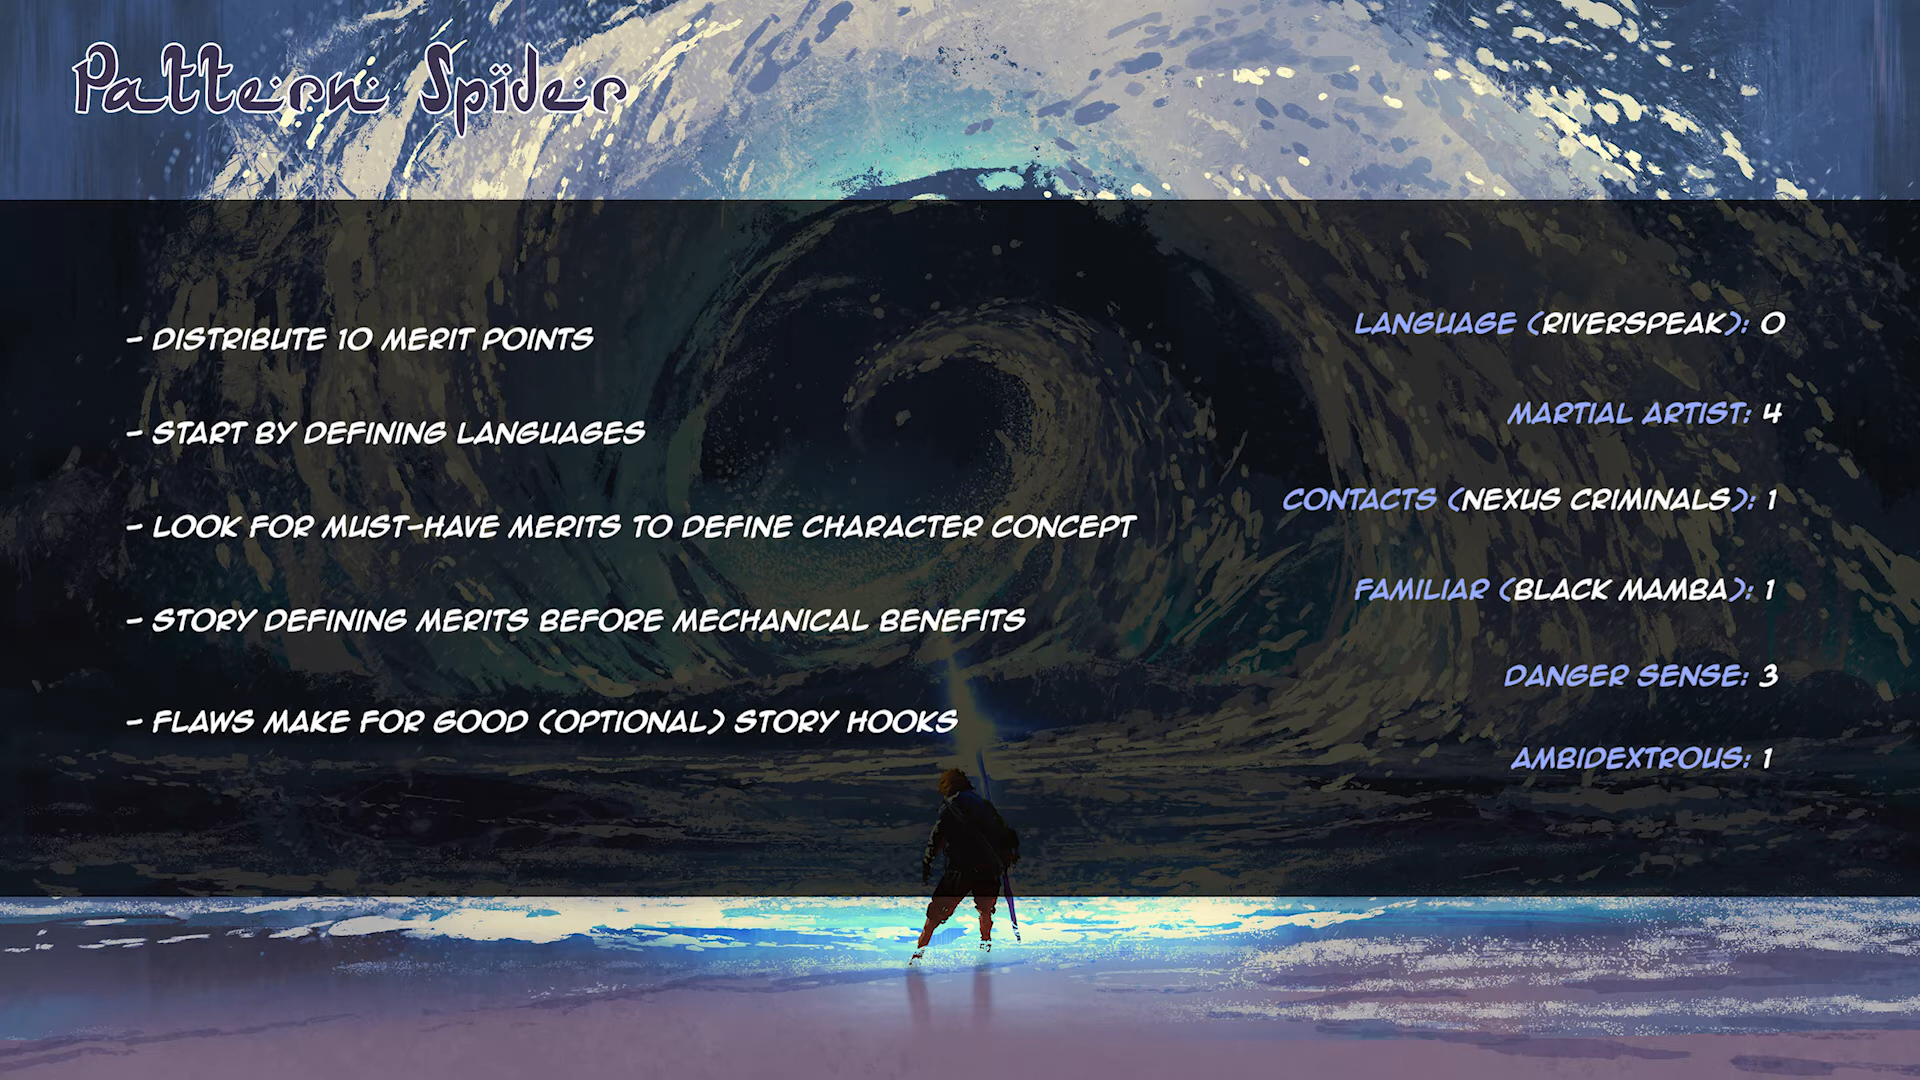 Pattern Spïder
- DISTRIBUTE 10 MERIT POINTS
- START BY DEFINING LANGUAGES
- LOOK FOR MUST-HAVE MERITS TO DEFINE CHARACTER CONCEPT
- STORY DEFINING MERITS BEFORE MECHANICAL BENEFITS
- FLAWS MAKE FOR GOOD (OPTIONAL) STORY HOOKS
LANGUAGE (RIVERSPEAK): 0
MARTIAL ARTIST: 4
CONTACTS (NEXUS CRIMINALS): 1
FAMILIAR (BLACK MAMBA): 1
DANGER SENSE: 3
AMBIDEXTROUS: 1